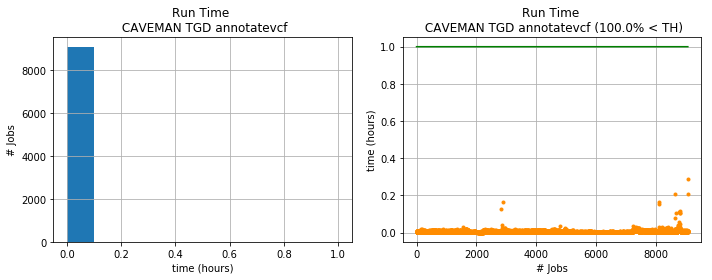 Run Time
CAVEMAN TGD annotatevcf
# Jobs
8000
6000
4000
2000
0
0.0 0.2 0.4 0.6 0.8 1.0
time (hours)
Run Time
CAVEMAN TGD annotatevcf (100.0% < TH)
time (hours)
1.0
0.8
0.6
0.4
0.2
0.0
0 2000 4000 6000 8000
# Jobs